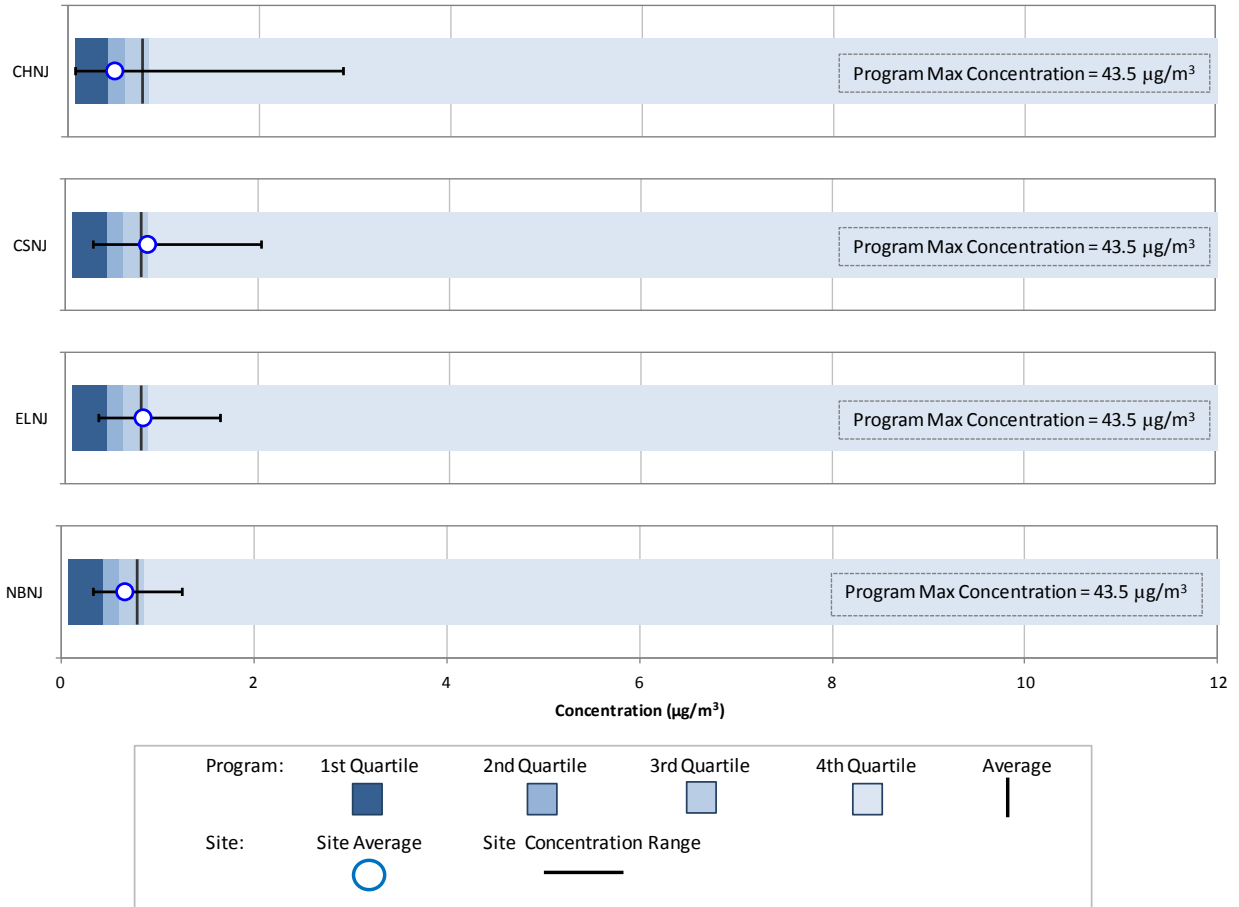 CHNJ
Program Max Concentration = 43.5 µg/m³
CSNJ
Program Max Concentration = 43.5 µg/m³
ELNJ
Program Max Concentration = 43.5 µg/m³
NBNJ
Program Max Concentration = 43.5 µg/m³
0 2 4 6 8 10 12
Concentration (µg/m³)
Program: 1st Quartile 2nd Quartile 3rd Quartile 4th Quartile Average
Site: Site Average Site Concentration Range